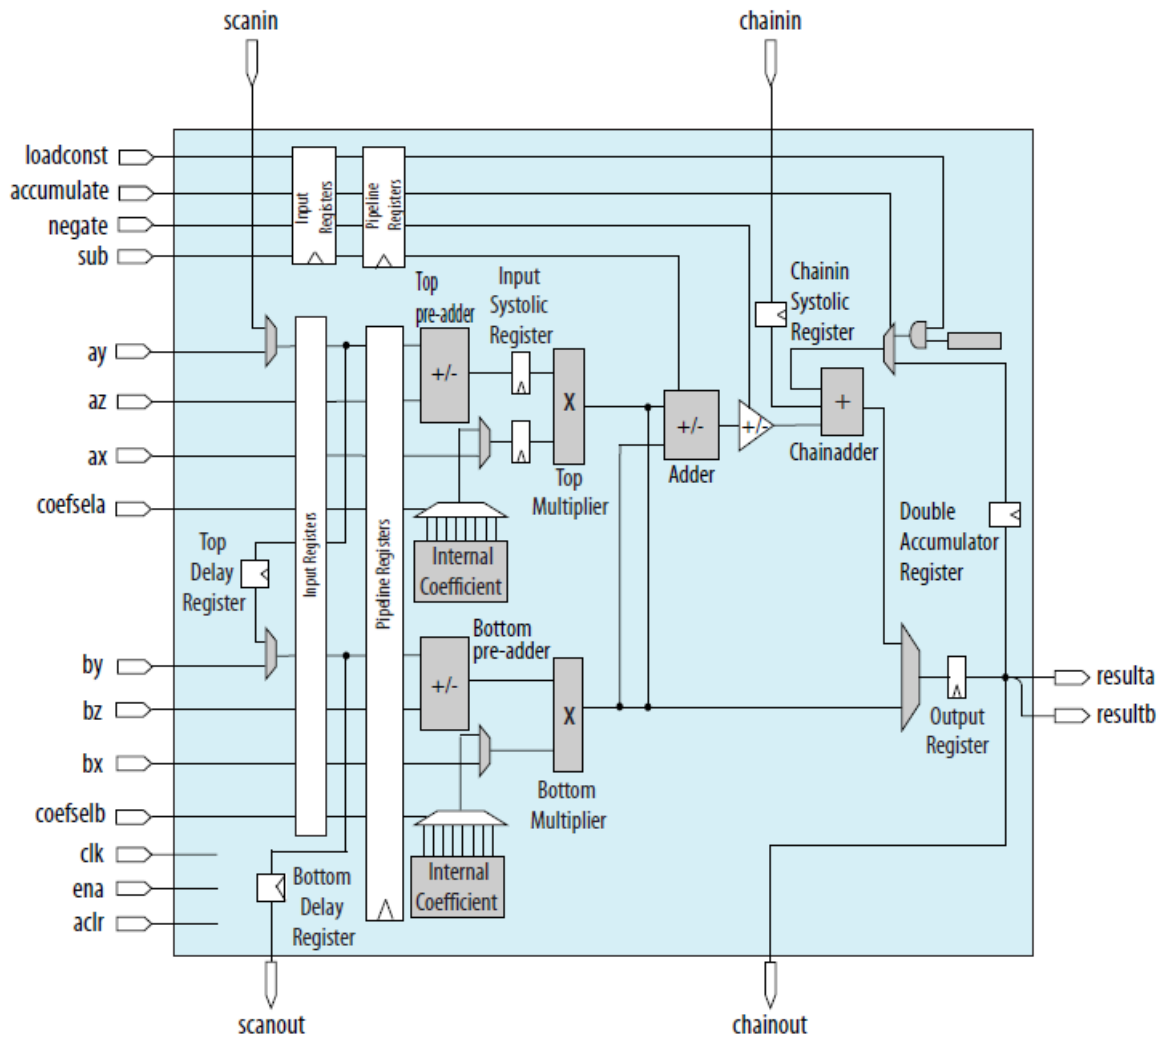 scanin
chainin
loadconst
accumulate
negate
sub
Input
Registers
Pipeline
Registers
Top
pre-adder
Input
Systolic
Register
Chainin
Systolic
Register
ay
az
ax
coefsela
+/-
X
+/-
+/-
+
Adder
Chainadder
Top
Multiplier
Internal
Coefficient
Top
Delay
Register
Input Registers
Pipeline Registers
Double
Accumulator
Register
by
bz
bx
coefselb
Bottom
pre-adder
+/-
X
Bottom
Multiplier
Output
Register
resulta
resultb
clk
ena
aclr
Internal
Coefficient
Bottom
Delay
Register
scanout
chainout